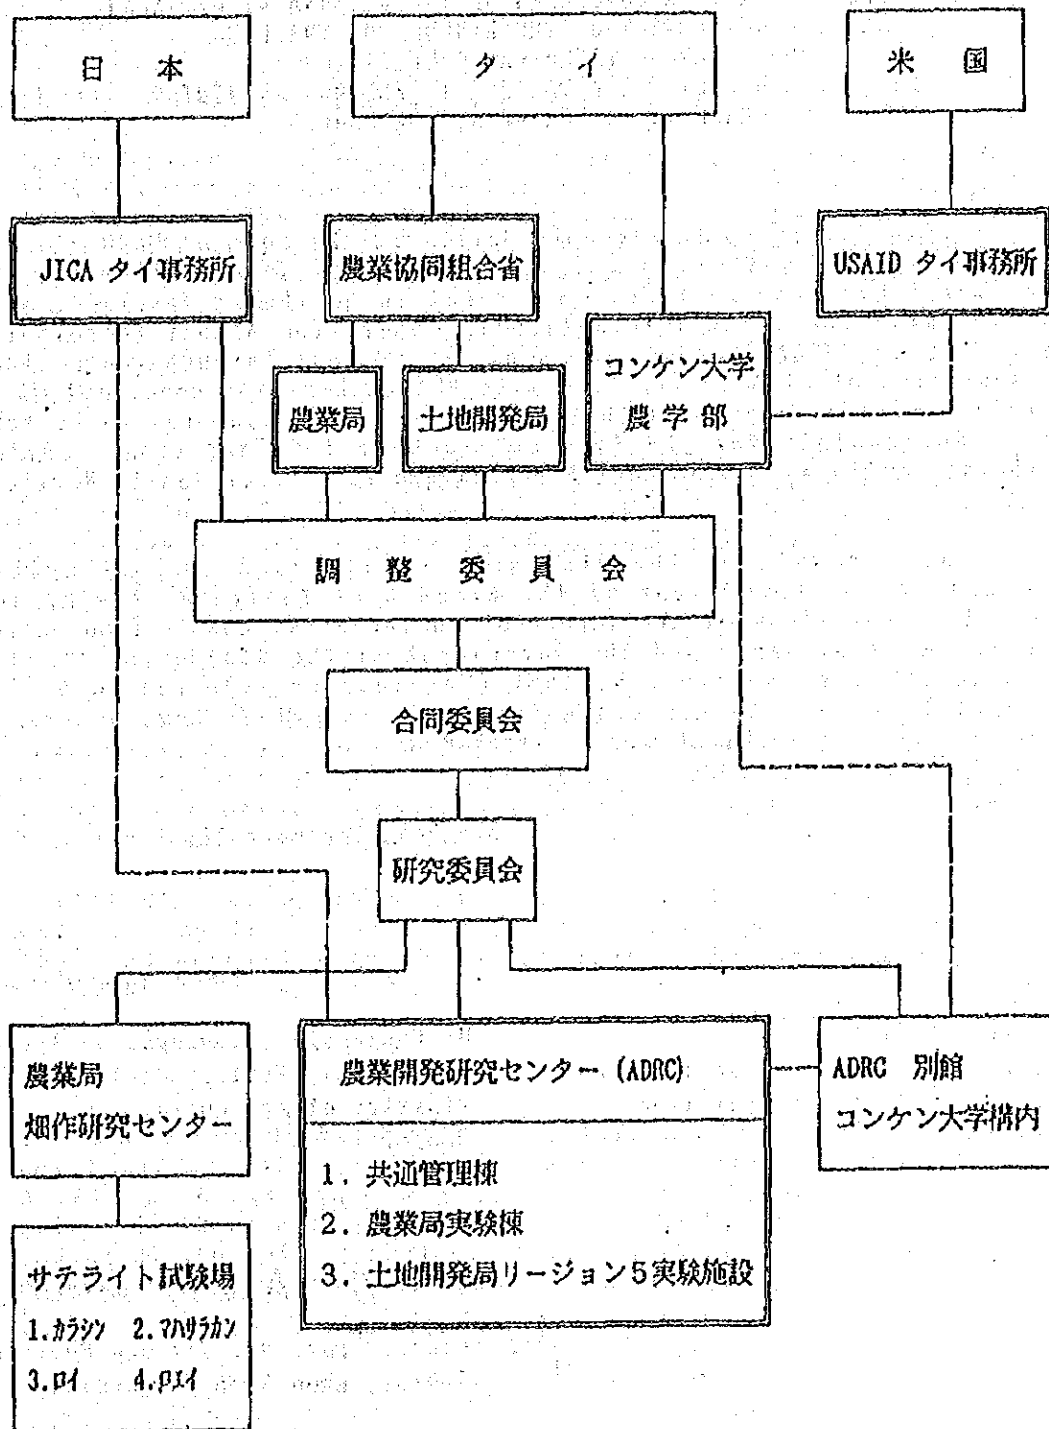 日 本
タ イ
米 国
JICA タイ事務所
農業協同組合省
USAID タイ事務所
農業局
土地開発局
コンケン大学
農学部
調整委員会
合同委員会
研究委員会
農業局
畑作研究センター
農業開発研究センター (ADRC)
1. 共通管理棟
2. 農業局実験棟
3. 土地開発局リージョン5実験施設
ADRC 別館
コンケン大学構内
サテライト試験場
1.カラシン 2.マハサラカン
3.ロイ 4.ロエイ